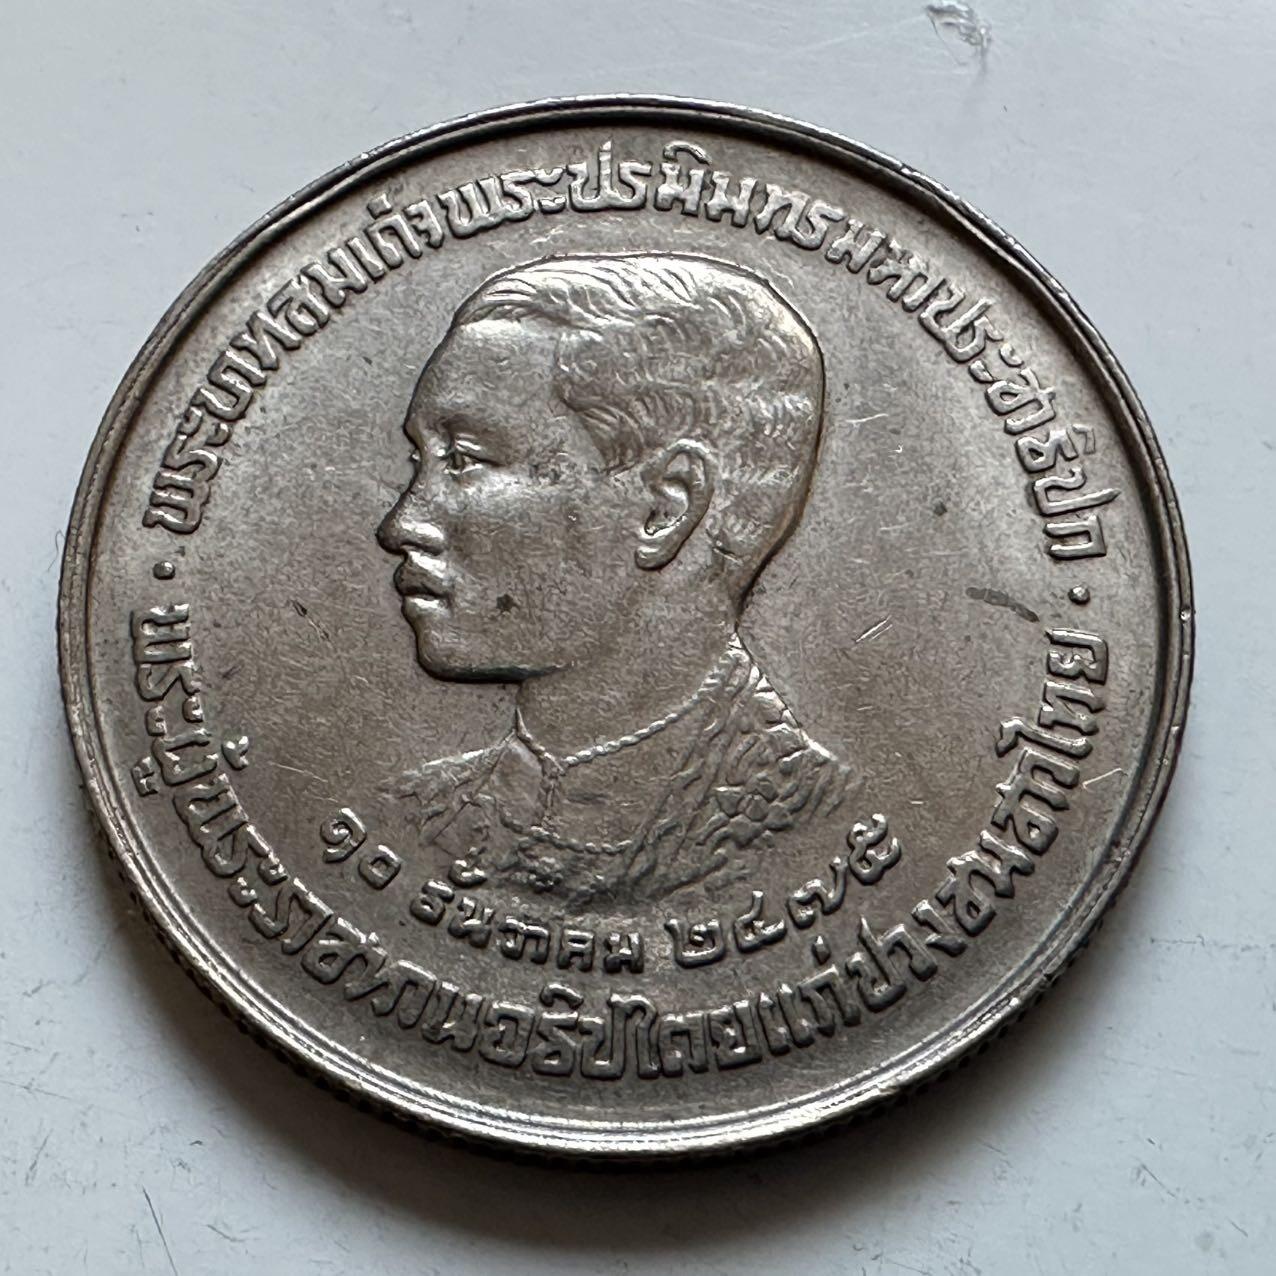 พระบาทสมเด็จพระปรมินทรมหาประชาธิปก
๑๐ ธันวาคม ๒๔๗๕
พระผู้พระราชทานอธิปไตยแก่ปวงชนชาวไทย